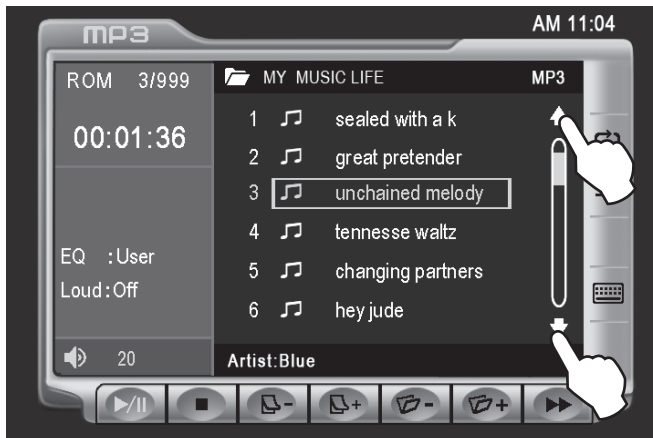 AM 11:04
MP3
ROM 3/999
MY MUSIC LIFE MP3
00:01:36
1 sealed with a k
2 great pretender
3 unchained melody
4 tennesse waltz
5 changing partners
6 hey jude
EQ :User
Loud:Off
20
Artist:Blue